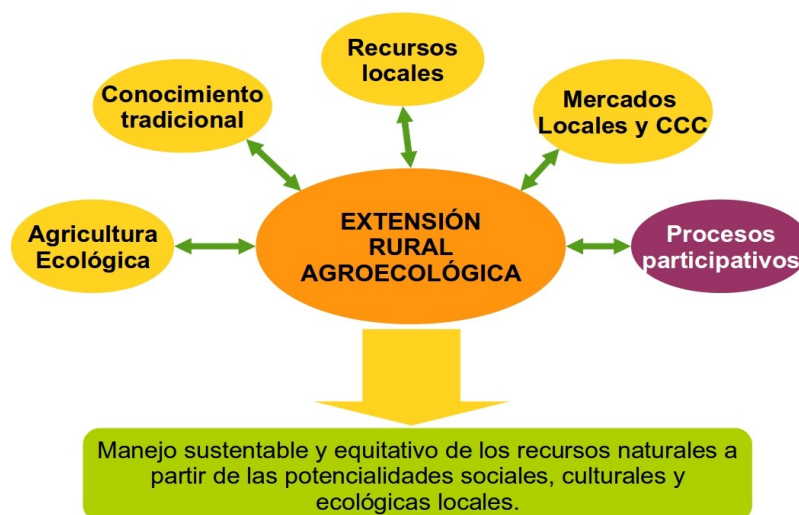 Recursos
locales
Conocimiento
tradicional
Mercados
Locales y CCC
Agricultura
Ecológica
EXTENSIÓN
RURAL
AGROECOLÓGICA
Procesos
participativos
Manejo sustentable y equitativo de los recursos naturales a
partir de las potencialidades sociales, culturales y
ecológicas locales.